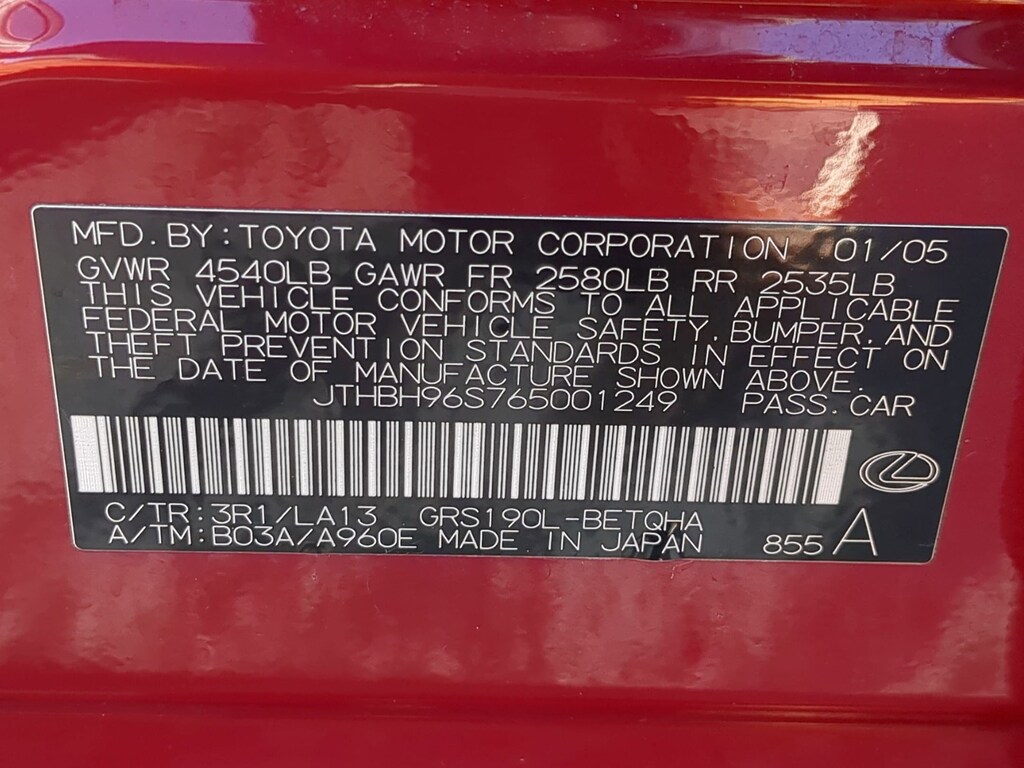 MFD. BY: TOYOTA MOTOR CORPORATION 01/05
GVWR 4540LB GAWR FR 2580LB RR 2535LB
THIS VEHICLE CONFORMS TO ALL APPLICABLE
FEDERAL MOTOR VEHICLE SAFETY, BUMPER, AND
THEFT PREVENTION STANDARDS IN EFFECT ON
THE DATE OF MANUFACTURE SHOWN ABOVE.
JTHBH96S765001249 PASS. CAR
C/TR: 3R1/LA13 GRS190L-BETQHA
A/TM: B03A/A960E MADE IN JAPAN 855 A